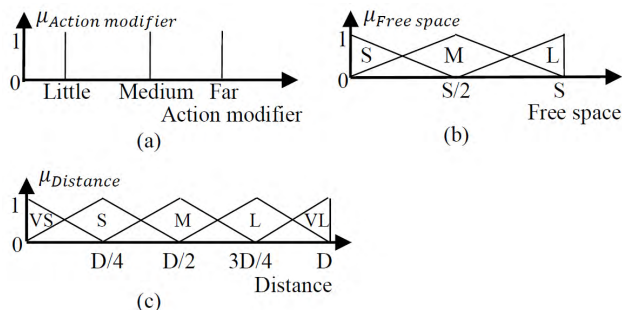 μAction modifier
1
0
Little Medium Far
Action modifier
(a)
μFree space
1
S M L
0
S/2 S
Free space
(b)
μDistance
1
VS S M L VL
0
D/4 D/2 3D/4 D
Distance
(c)